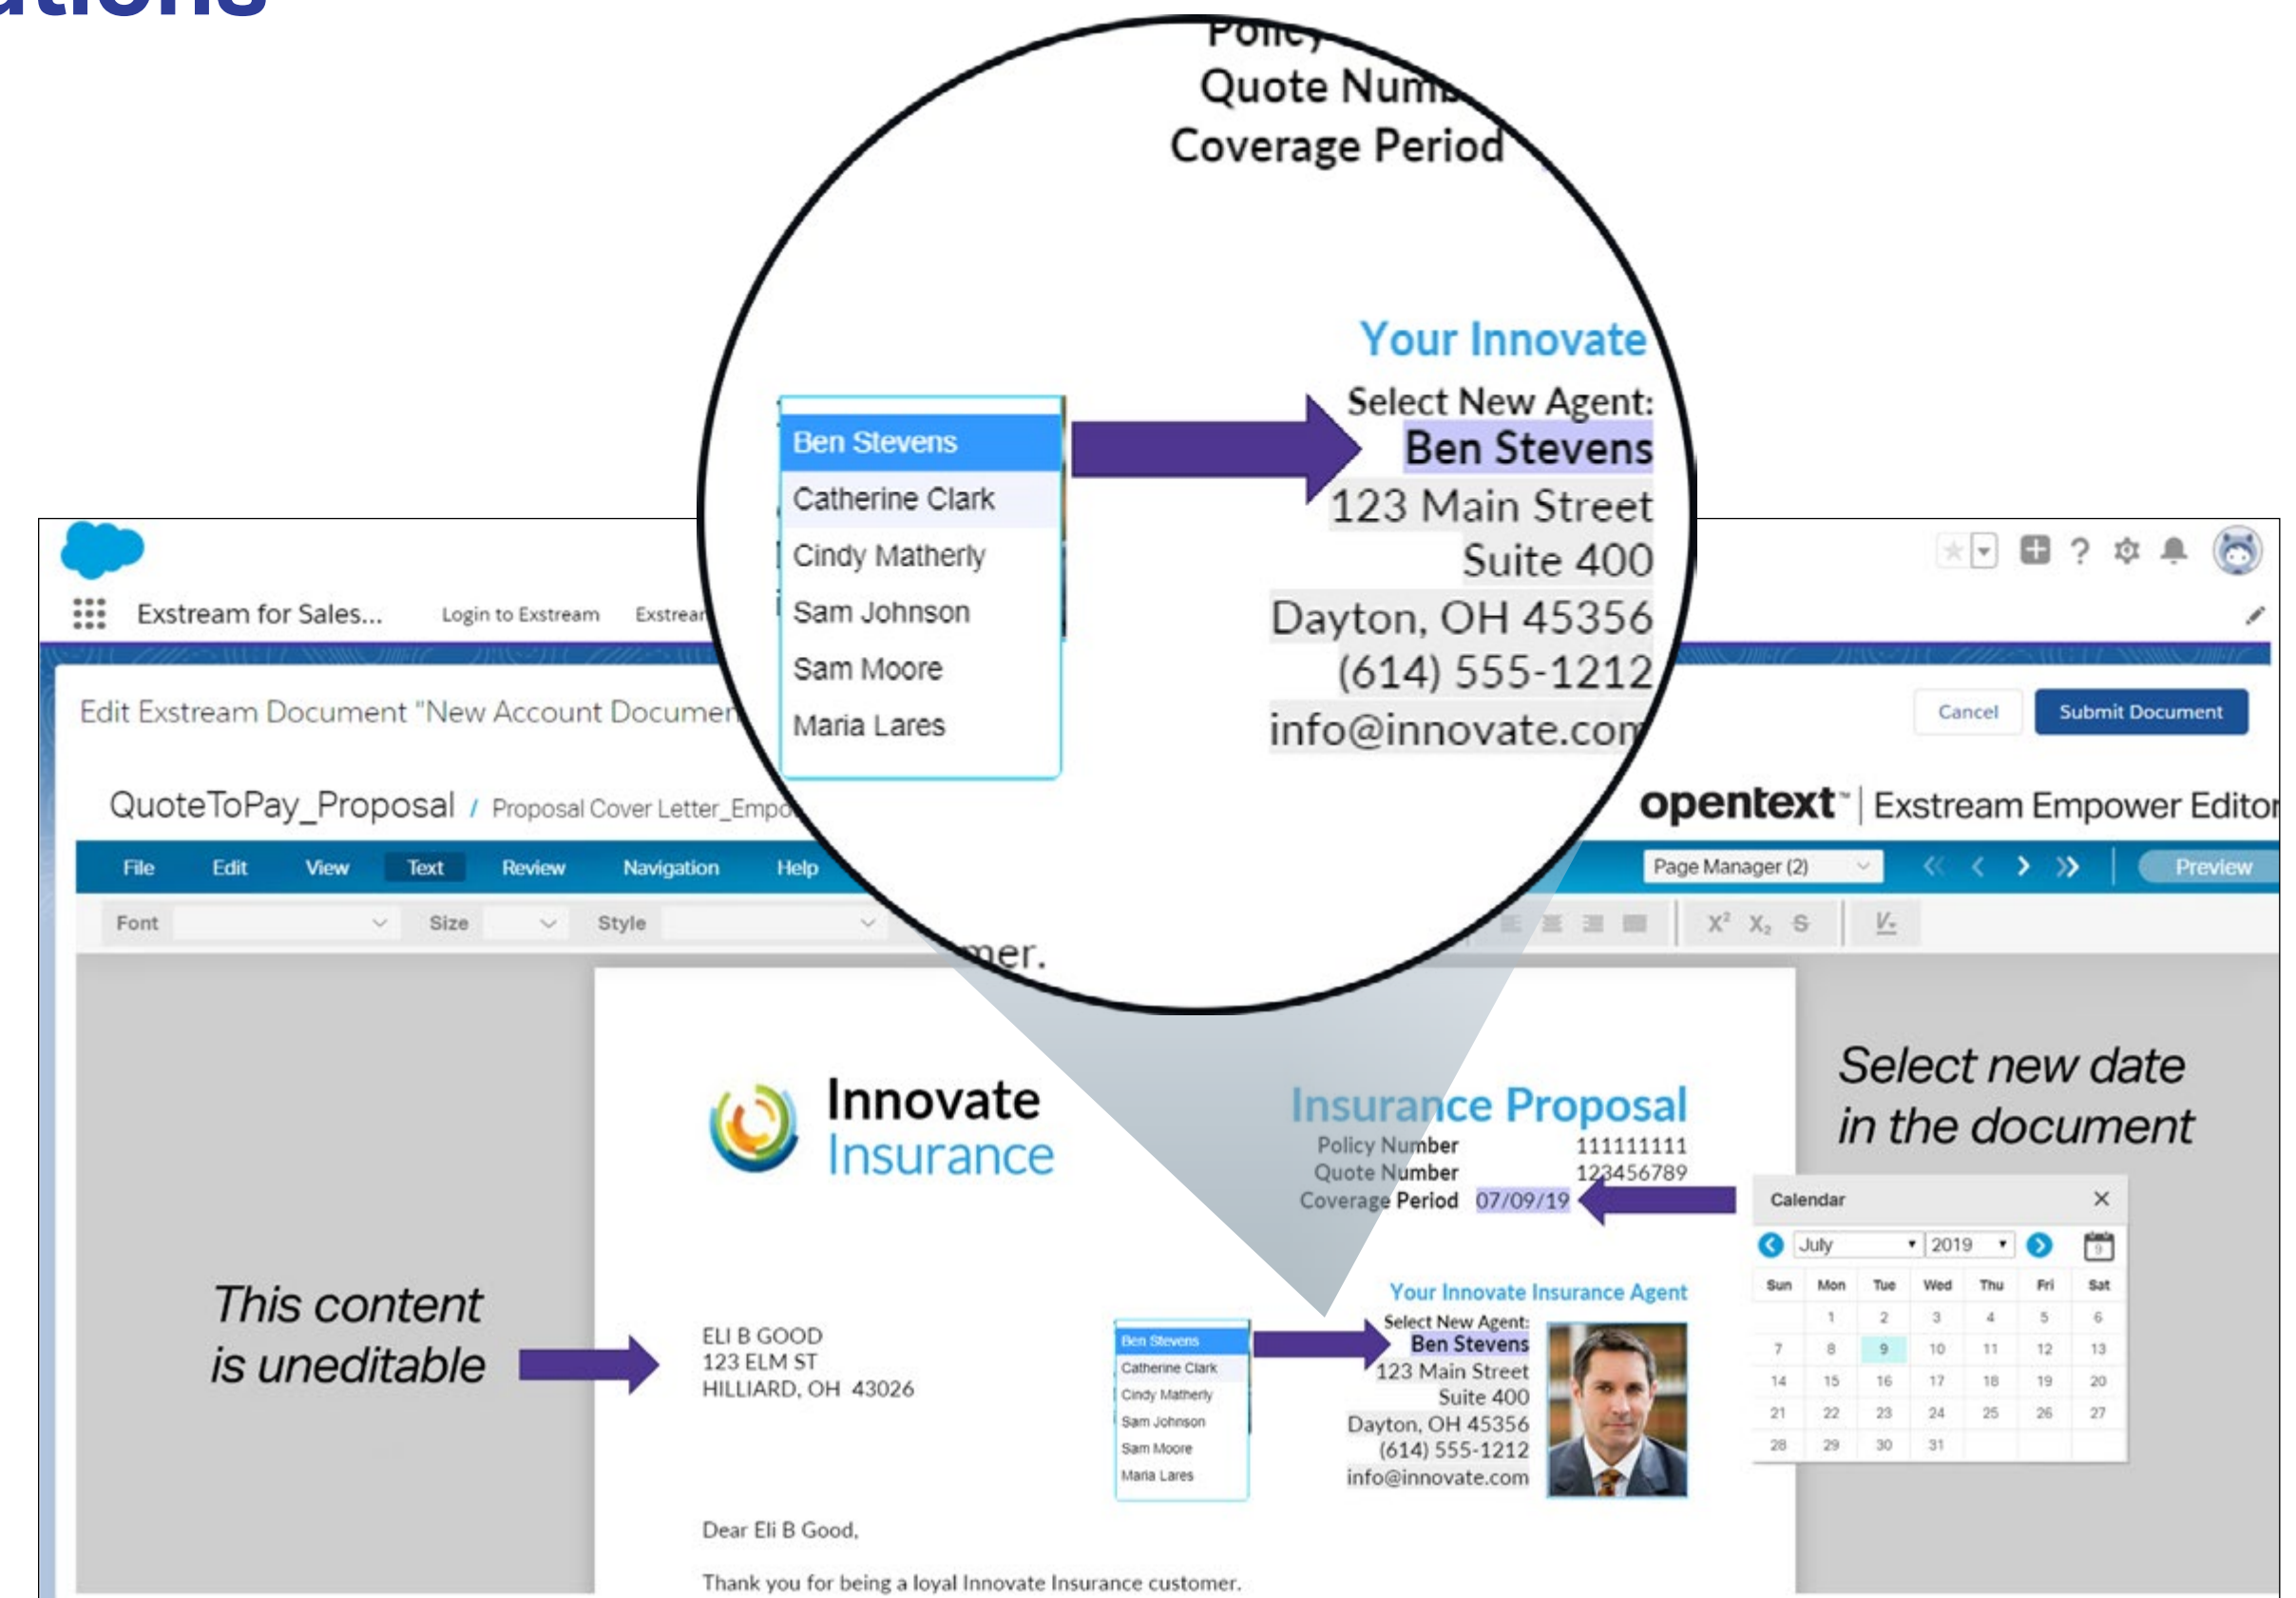 Quote Num
Coverage Period
Your Innovate
Select New Agent:
Ben Stevens
123 Main Street
Suite 400
Dayton, OH 45356
(614) 555-1212
info@innovate.com
Ben Stevens
Catherine Clark
Cindy Matherly
Sam Johnson
Sam Moore
Maria Lares
mer.
Exstream for Sales... Login to Exstream
Edit Exstream Document "New Account Documen
Cancel Submit Document
QuoteToPay_Proposal / Proposal Cover Letter_Empo
opentext™ | Exstream Empower Editor
File Edit View Text Review Navigation Help Page Manager (2) Preview
Font Size Style X² X₂ S
Innovate
Insurance
Insurance Proposal
Policy Number 111111111
Quote Number 123456789
Coverage Period 07/09/19
Select new date
in the document
Calendar
July 2019 9
Sun Mon Tue Wed Thu Fri Sat
1 2 3 4 5 6
7 8 9 10 11 12 13
14 15 16 17 18 19 20
21 22 23 24 25 26 27
28 29 30 31
This content
is uneditable
ELI B GOOD
123 ELM ST
HILLIARD, OH 43026
Ben Stevens
Catherine Clark
Cindy Matherly
Sam Johnson
Sam Moore
Maria Lares
Your Innovate Insurance Agent
Select New Agent:
Ben Stevens
123 Main Street
Suite 400
Dayton, OH 45356
(614) 555-1212
info@innovate.com
Dear Eli B Good,
Thank you for being a loyal Innovate Insurance customer.